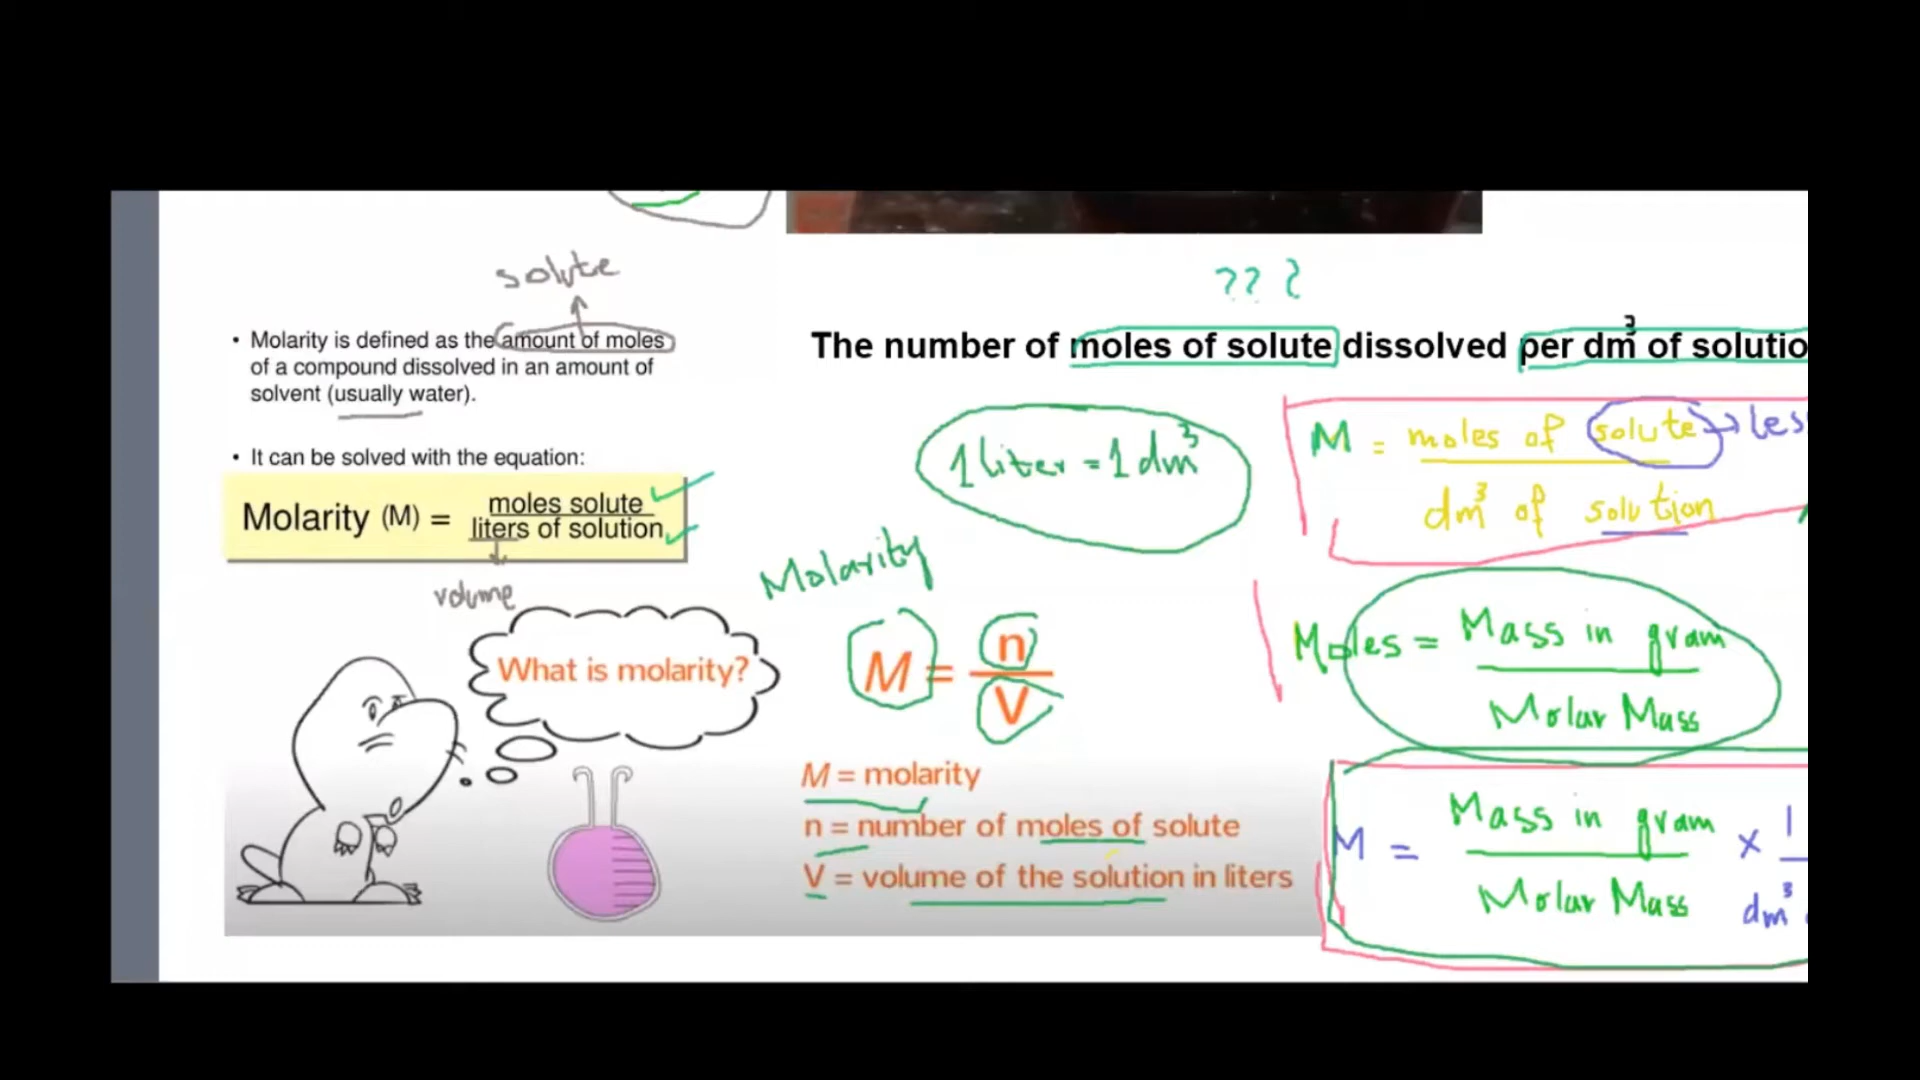 solute
• Molarity is defined as the amount of moles
of a compound dissolved in an amount of
solvent (usually water).
• It can be solved with the equation:
Molarity (M) = moles solute
liters of solution
volume
What is molarity?
?? ?
The number of moles of solute dissolved per dm³ of solutio
1 liter = 1 dm³
Molarity
M = n
V
M = molarity
n = number of moles of solute
V = volume of the solution in liters
M = moles of solute → les
dm³ of solution
Moles = Mass in gram
Molar Mass
M = Mass in gram × 1
Molar Mass dm³